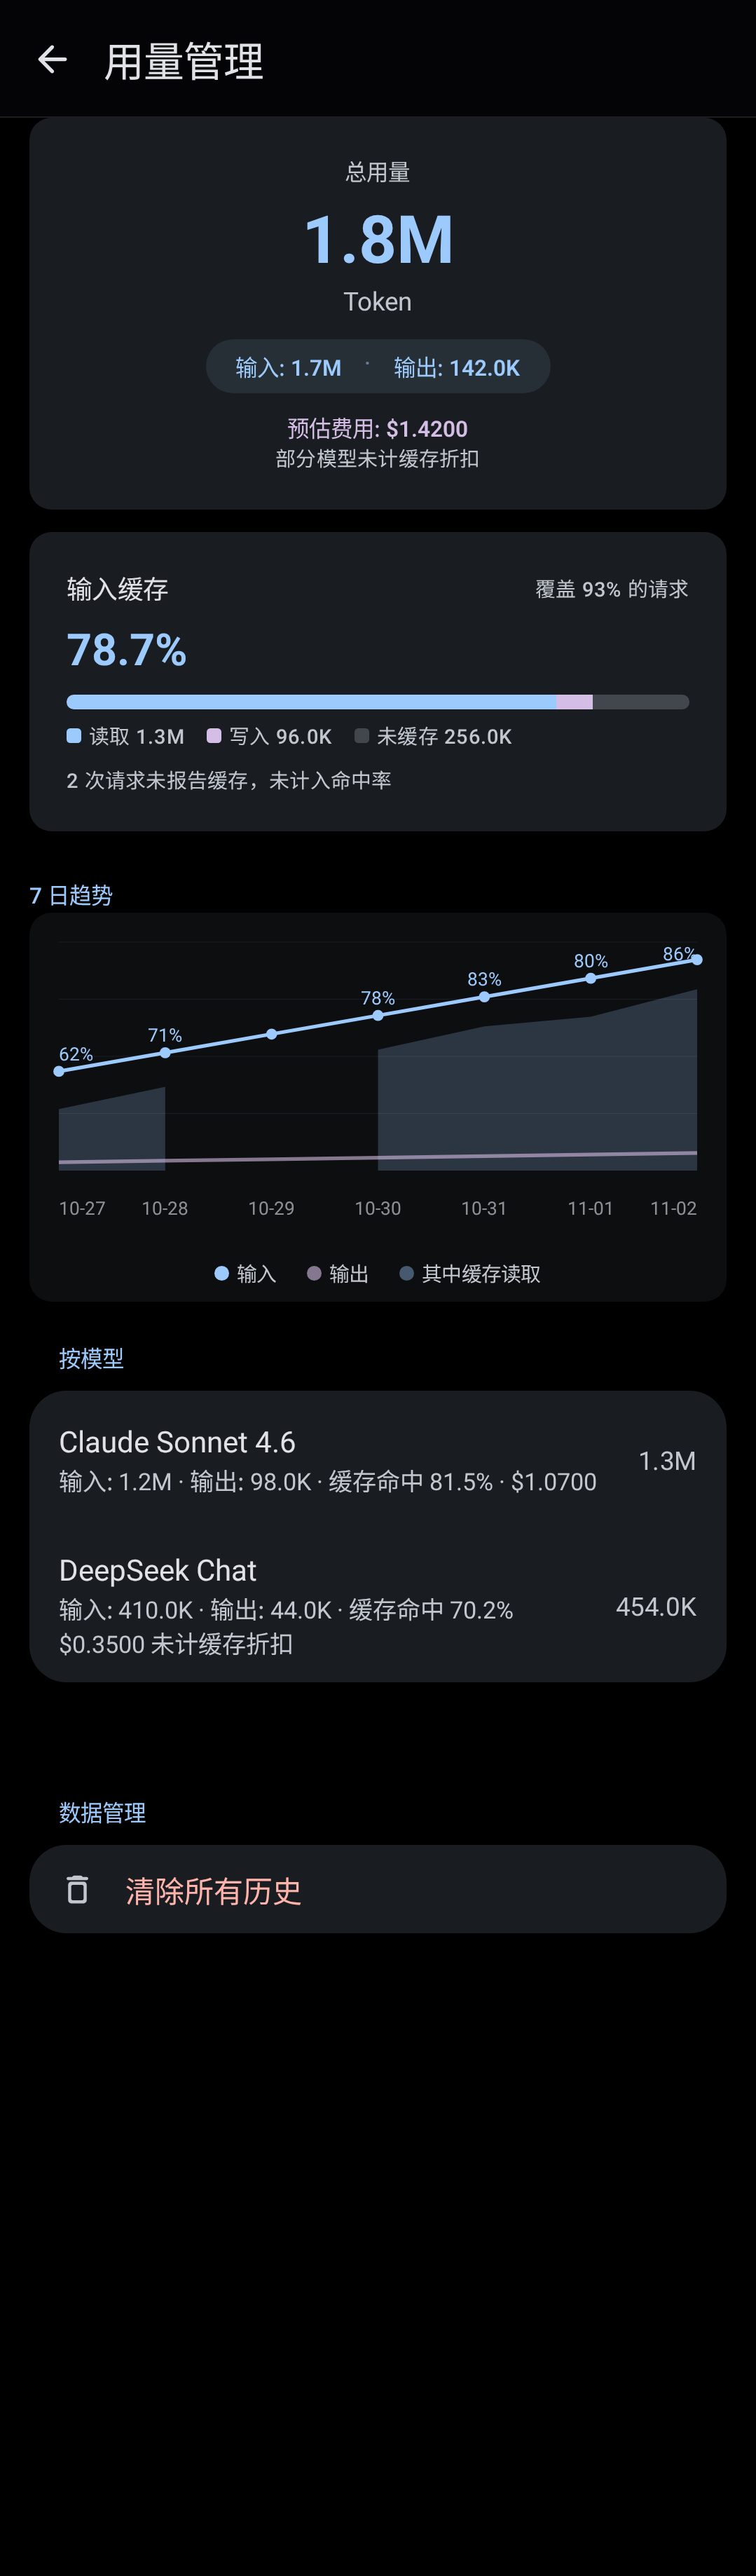 用量管理
总用量
1.8M
Token
输入: 1.7M · 输出: 142.0K
预估费用: $1.4200
部分模型未计缓存折扣
输入缓存 覆盖 93% 的请求
78.7%
读取 1.3M 写入 96.0K 未缓存 256.0K
2 次请求未报告缓存，未计入命中率
7 日趋势
62% 71% 78% 83% 80% 86%
10-27 10-28 10-29 10-30 10-31 11-01 11-02
输入 输出 其中缓存读取
按模型
Claude Sonnet 4.6
输入: 1.2M · 输出: 98.0K · 缓存命中 81.5% · $1.0700
1.3M
DeepSeek Chat
输入: 410.0K · 输出: 44.0K · 缓存命中 70.2%
$0.3500 未计缓存折扣
454.0K
数据管理
清除所有历史